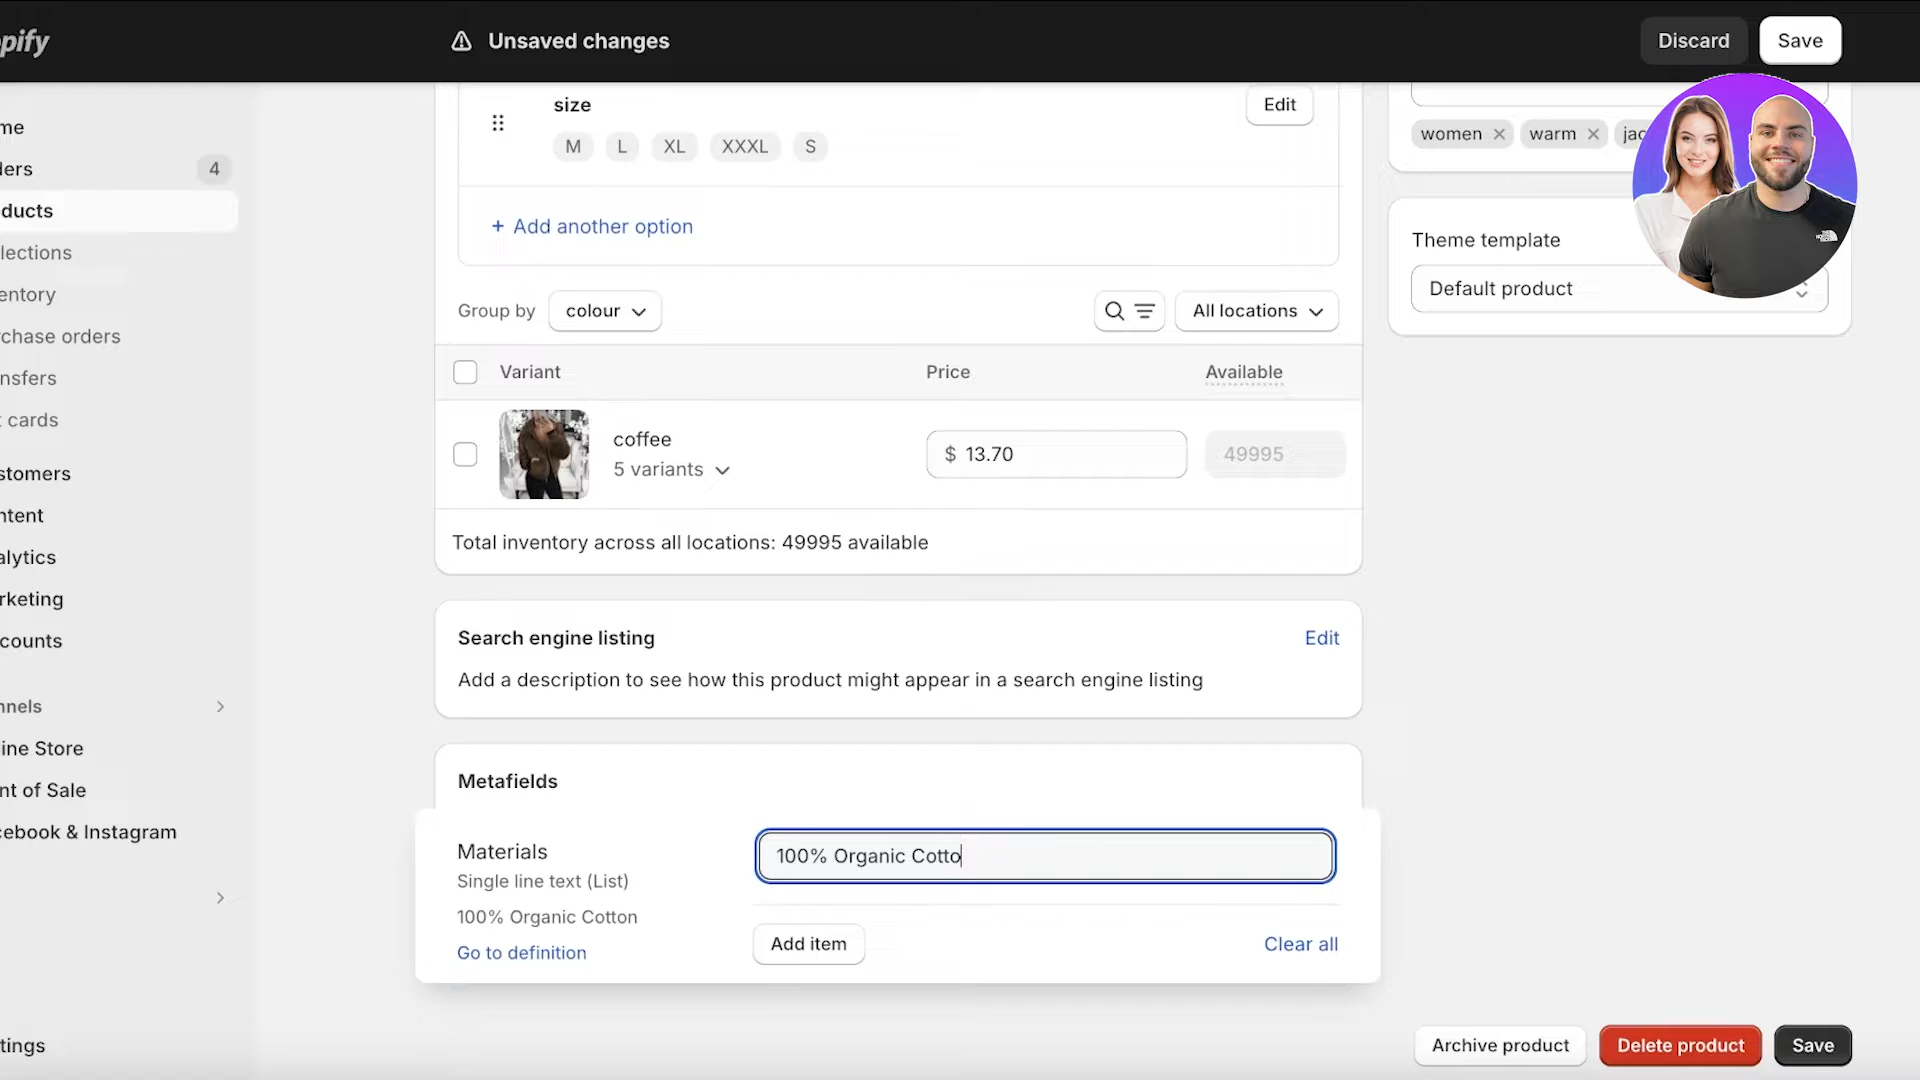 pify
Unsaved changes
Discard
Save
me
ders
4
ducts
lections
entory
rchase orders
nsfers
t cards
stomers
ntent
alytics
rketing
counts
nnels
ine Store
nt of Sale
cebook & Instagram
tings
size
Edit
M L XL XXXL S
+ Add another option
Group by
colour
All locations
Variant
Price
Available
coffee
5 variants
$ 13.70
49995
Total inventory across all locations: 49995 available
Search engine listing
Edit
Add a description to see how this product might appear in a search engine listing
Metafields
Materials
Single line text (List)
100% Organic Cotton
Go to definition
100% Organic Cotto
Add item
Clear all
women
warm
jac
Theme template
Default product
Archive product
Delete product
Save